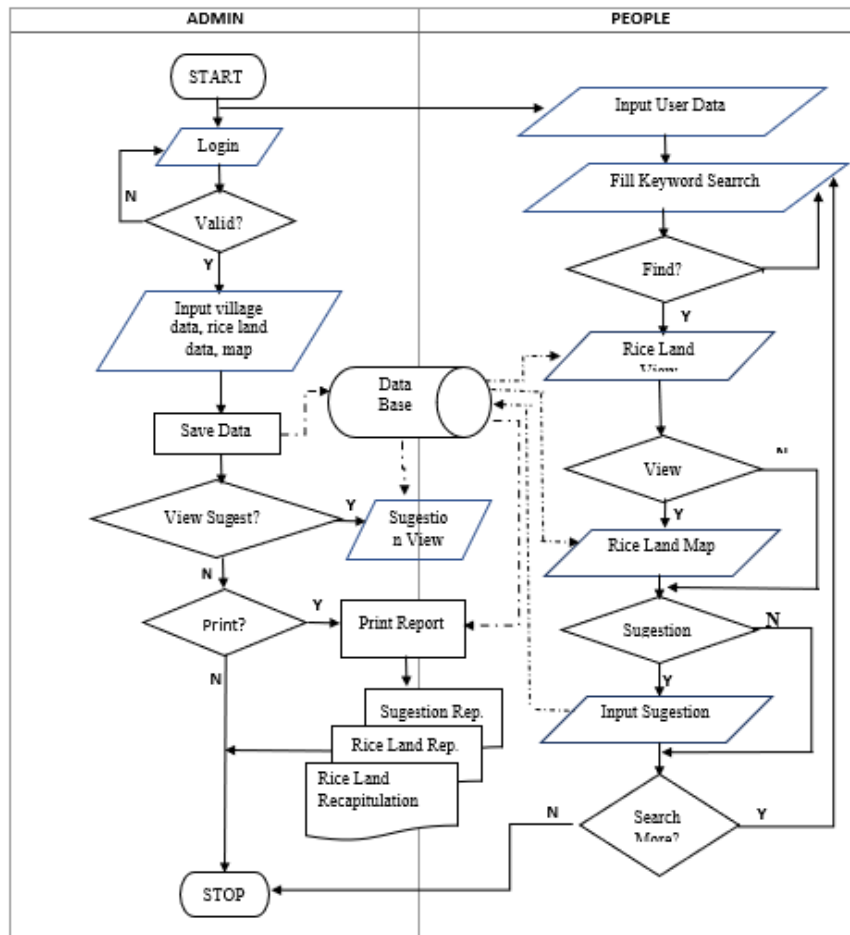 ADMIN
PEOPLE
START
Login
N
Valid?
Y
Input village
data, rice land
data, map
Save Data
View Sugest?
Y
Sugestio
n View
N
Print?
Y
Print Report
N
Sugestion Rep.
Rice Land Rep.
Rice Land
Recapitulation
STOP
Data
Base
Input User Data
Fill Keyword Searrch
Find?
Y
Rice Land
View
View
N
Y
Rice Land Map
Sugestion
N
Y
Input Sugestion
Search
More?
N
Y